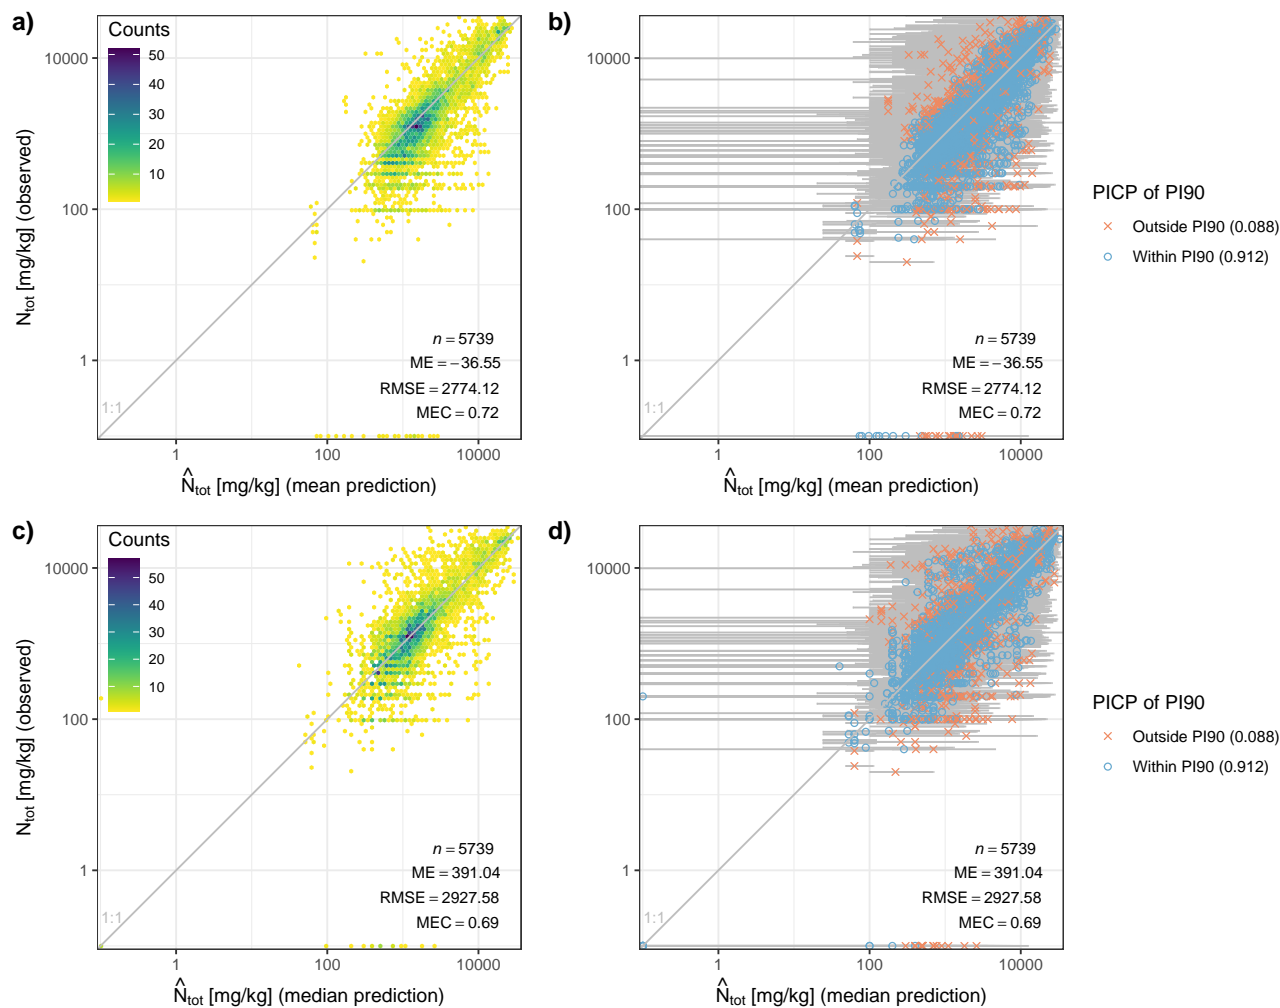 a)
Counts
50
40
30
20
10
10000
100
1
N_tot [mg/kg] (observed)
n = 5739
ME = −36.55
RMSE = 2774.12
MEC = 0.72
1:1
1
100
10000
N̂_tot [mg/kg] (mean prediction)
b)
10000
100
1
n = 5739
ME = −36.55
RMSE = 2774.12
MEC = 0.72
1:1
1
100
10000
N̂_tot [mg/kg] (mean prediction)
PICP of PI90
Outside PI90 (0.088)
Within PI90 (0.912)
c)
Counts
50
40
30
20
10
10000
100
1
N_tot [mg/kg] (observed)
n = 5739
ME = 391.04
RMSE = 2927.58
MEC = 0.69
1:1
1
100
10000
N̂_tot [mg/kg] (median prediction)
d)
10000
100
1
n = 5739
ME = 391.04
RMSE = 2927.58
MEC = 0.69
1:1
1
100
10000
N̂_tot [mg/kg] (median prediction)
PICP of PI90
Outside PI90 (0.088)
Within PI90 (0.912)